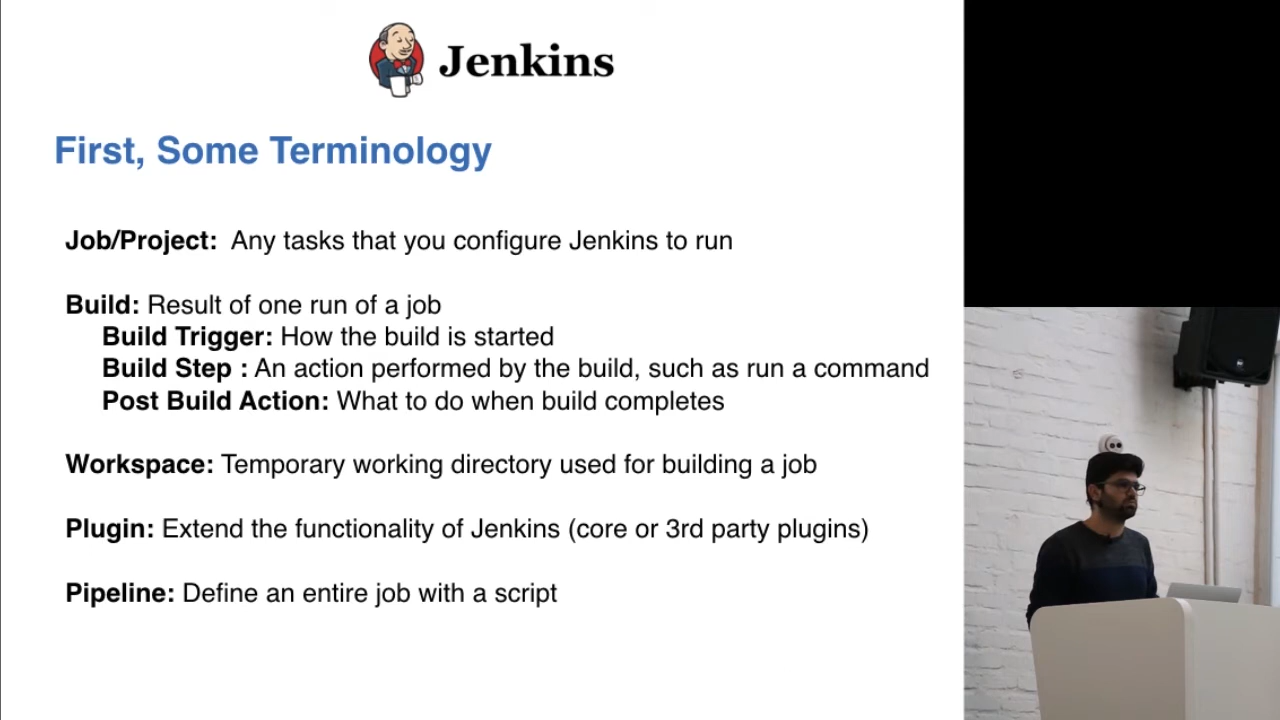 Jenkins
First, Some Terminology
Job/Project: Any tasks that you configure Jenkins to run
Build: Result of one run of a job
Build Trigger: How the build is started
Build Step : An action performed by the build, such as run a command
Post Build Action: What to do when build completes
Workspace: Temporary working directory used for building a job
Plugin: Extend the functionality of Jenkins (core or 3rd party plugins)
Pipeline: Define an entire job with a script